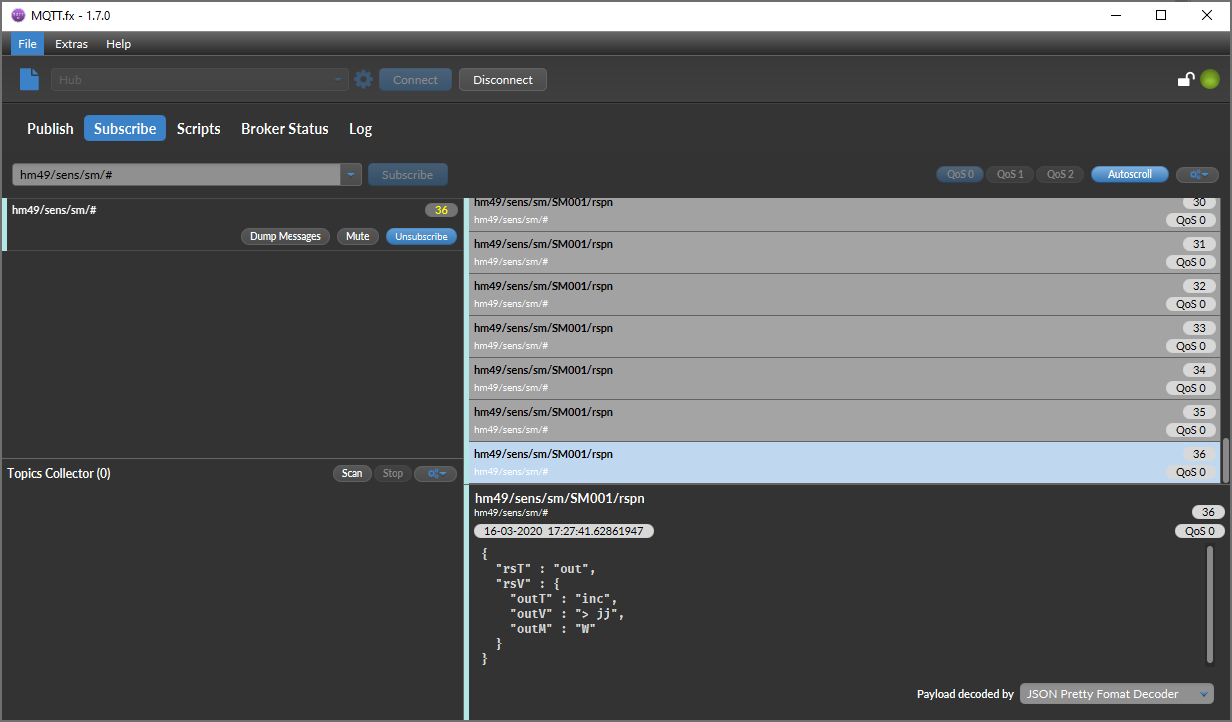 MQTT.fx - 1.7.0
File Extras Help
Hub Connect Disconnect
Publish Subscribe Scripts Broker Status Log
hm49/sens/sm/# Subscribe QoS 0 QoS 1 QoS 2 Autoscroll
hm49/sens/sm/# 36
Dump Messages Mute Unsubscribe
hm49/sens/sm/SM001/rspn 30
hm49/sens/sm/# QoS 0
hm49/sens/sm/SM001/rspn 31
hm49/sens/sm/# QoS 0
hm49/sens/sm/SM001/rspn 32
hm49/sens/sm/# QoS 0
hm49/sens/sm/SM001/rspn 33
hm49/sens/sm/# QoS 0
hm49/sens/sm/SM001/rspn 34
hm49/sens/sm/# QoS 0
hm49/sens/sm/SM001/rspn 35
hm49/sens/sm/# QoS 0
hm49/sens/sm/SM001/rspn 36
hm49/sens/sm/# QoS 0
Topics Collector (0) Scan Stop
hm49/sens/sm/SM001/rspn
hm49/sens/sm/# 36
16-03-2020 17:27:41.62861947 QoS 0
{
"rsT" : "out",
"rsV" : {
"outT" : "inc",
"outV" : "> jj",
"outM" : "W"
}
}
Payload decoded by JSON Pretty Fomat Decoder